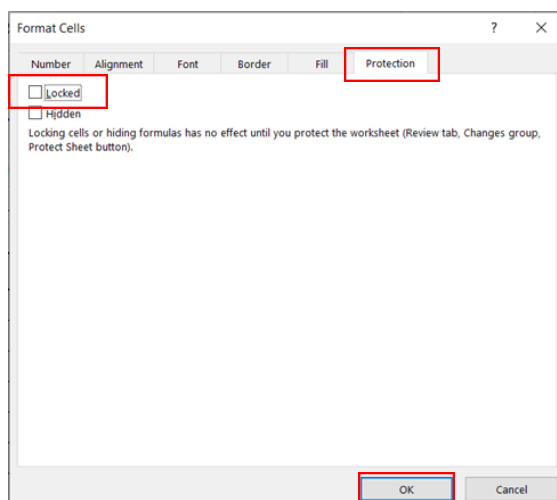 Format Cells ? ×
Number Alignment Font Border Fill Protection
Locked
Hidden
Locking cells or hiding formulas has no effect until you protect the worksheet (Review tab, Changes group,
Protect Sheet button).
OK Cancel